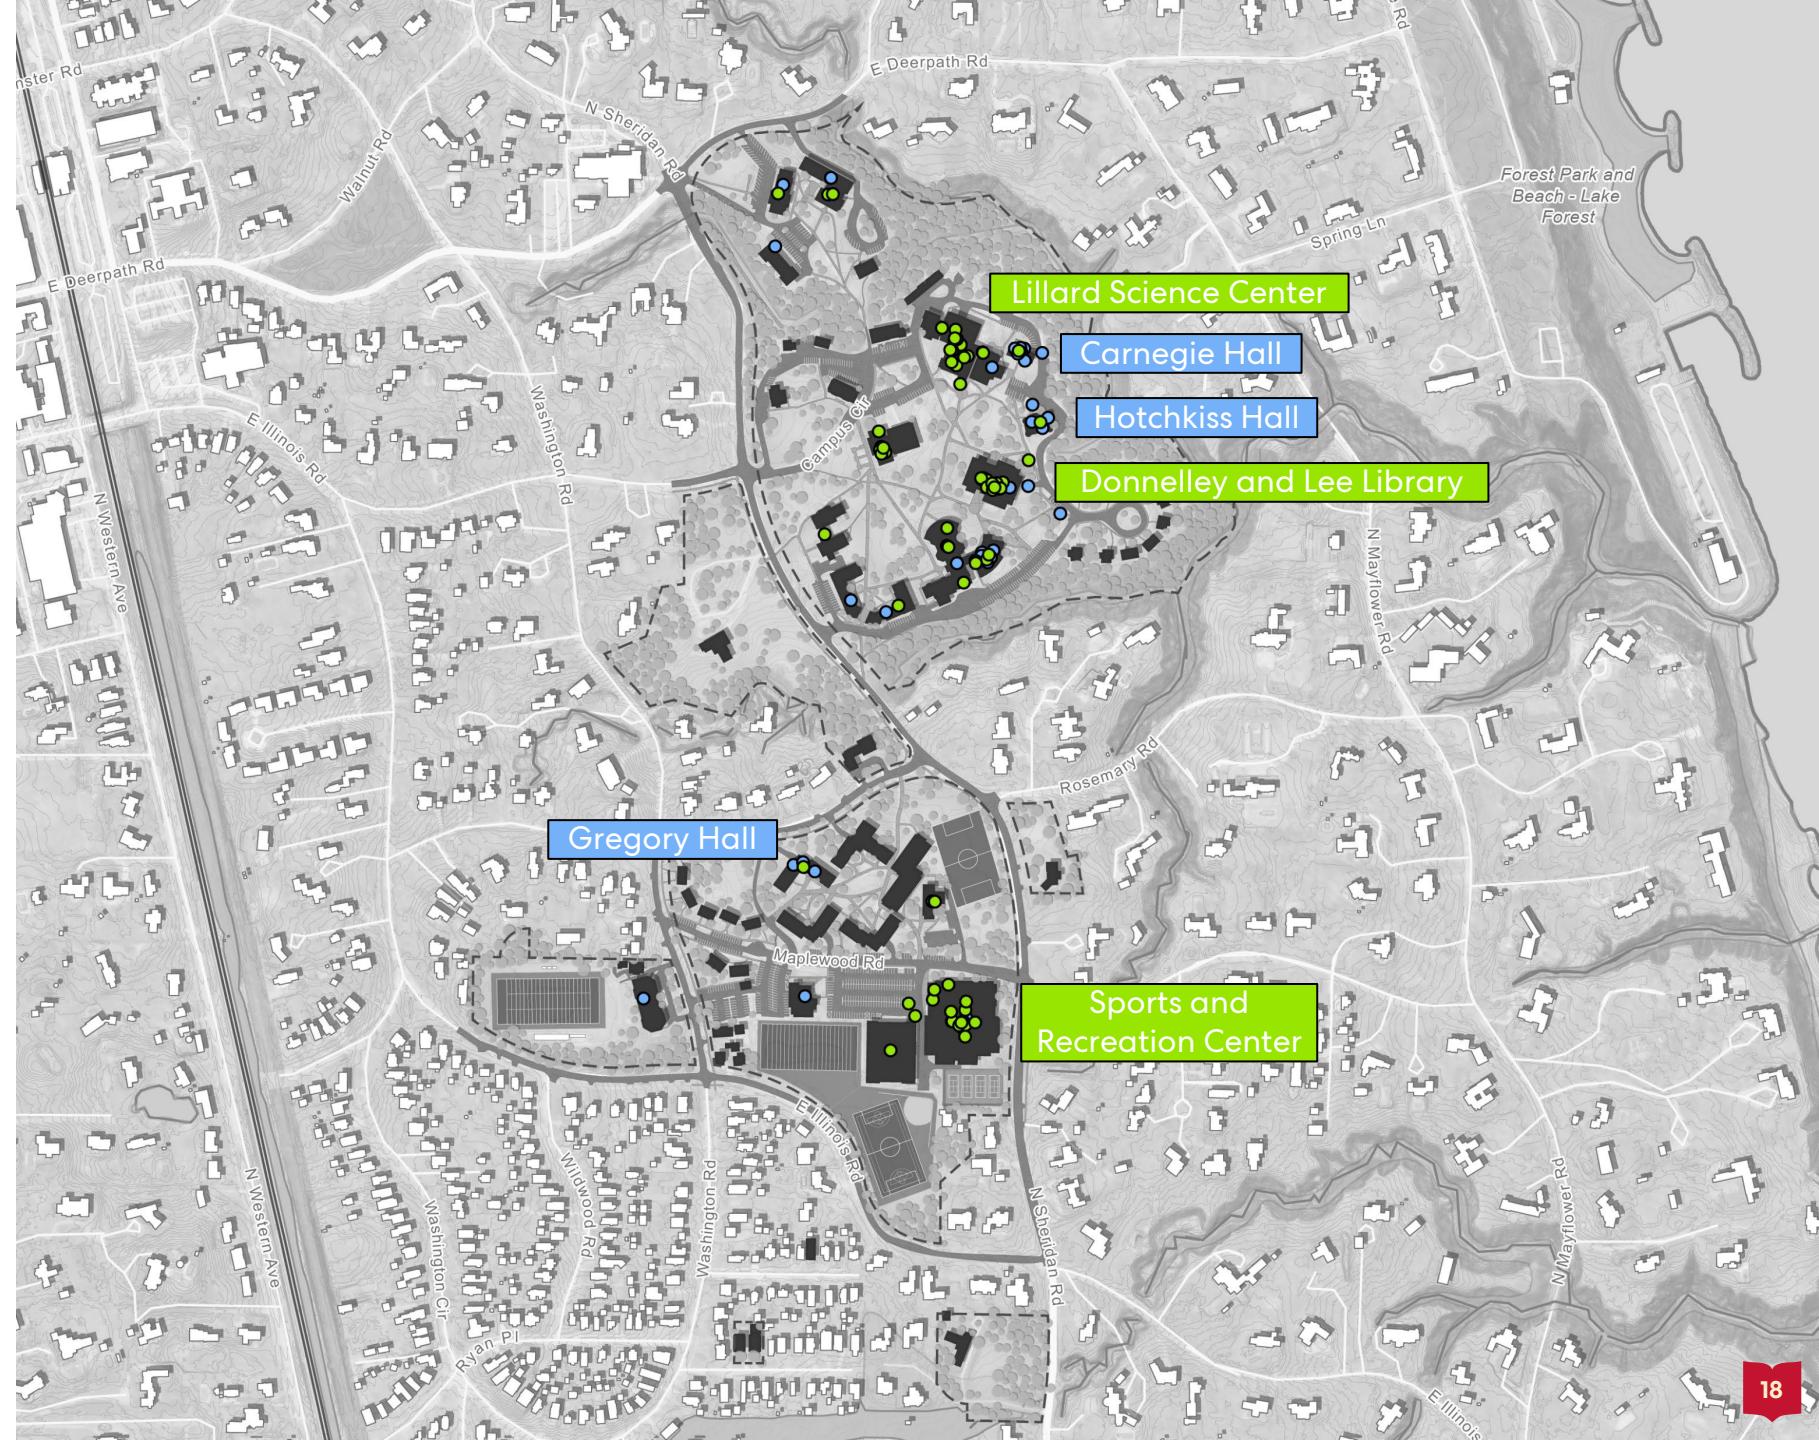 Rd
E Deerpath Rd
N Sheridan Rd
Walnut Rd
Forest Park and
Beach - Lake
Forest
Spring Ln
E Deerpath Rd
Lillard Science Center
Carnegie Hall
Hotchkiss Hall
Donnelley and Lee Library
Campus Cir
E Illinois Rd
Washington Rd
N Western Ave
N Mayflower Rd
Rosemary Rd
Gregory Hall
Maplewood Rd
Sports and
Recreation Center
E Illinois Rd
N Western Ave
Washington Cir
Wildwood Rd
Washington Rd
N Sheridan Rd
N Mayflower Rd
Ryan Pl
E Illinois
18